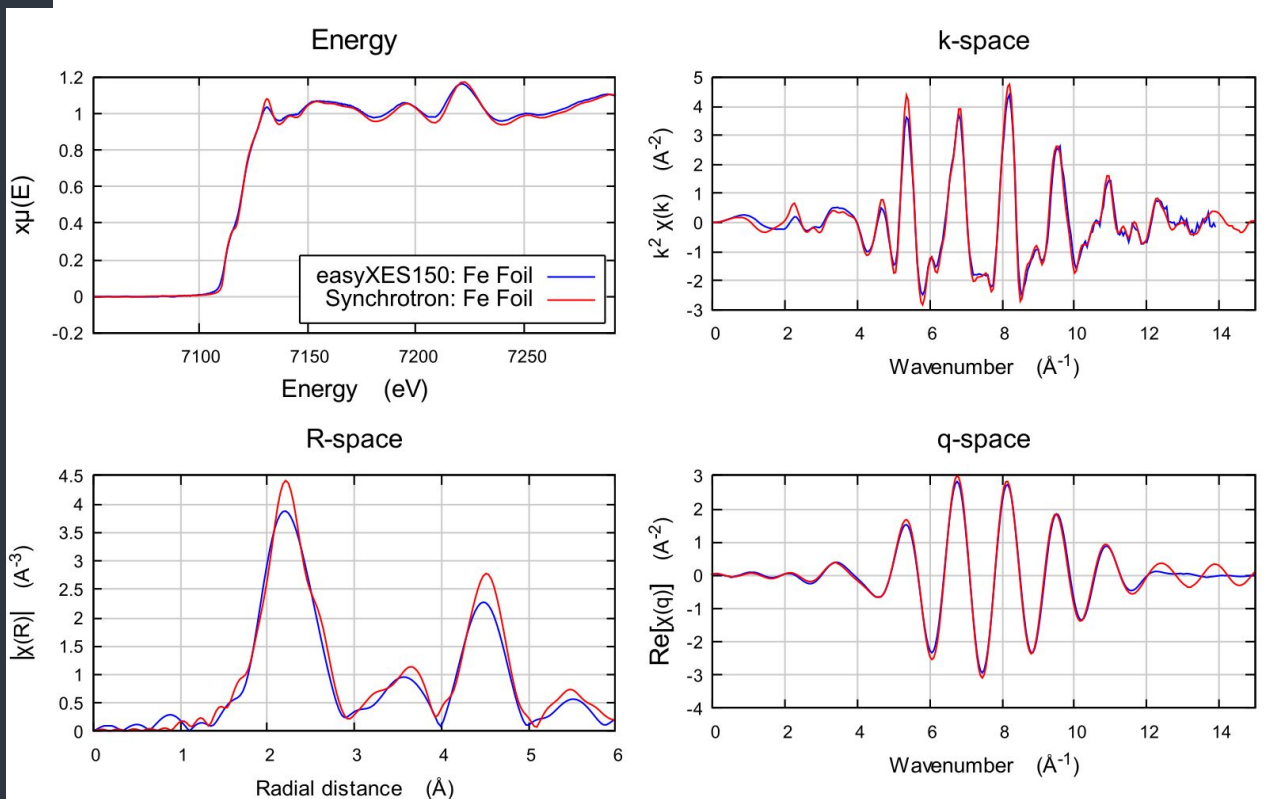 Energy
1.2
1
0.8
0.6
0.4
0.2
0
-0.2
xμ(E)
easyXES150: Fe Foil
Synchrotron: Fe Foil
7100 7150 7200 7250
Energy (eV)
k-space
5
4
3
2
1
0
-1
-2
-3
k² χ(k) (A⁻²)
0 2 4 6 8 10 12 14
Wavenumber (Å⁻¹)
R-space
4.5
4
3.5
3
2.5
2
1.5
1
0.5
0
|χ(R)| (A⁻³)
0 1 2 3 4 5 6
Radial distance (Å)
q-space
3
2
1
0
-1
-2
-3
-4
Re[χ(q)] (A⁻²)
0 2 4 6 8 10 12 14
Wavenumber (Å⁻¹)